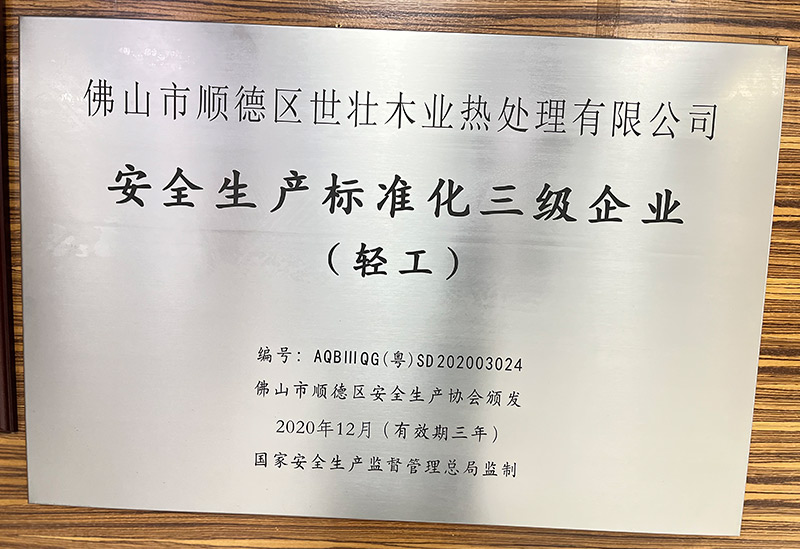 佛山市顺德区世壮木业热处理有限公司
安全生产标准化三级企业
（轻工）
编号：AQBⅢQG(粤)SD202003024
佛山市顺德区安全生产协会颁发
2020年12月（有效期三年）
国家安全生产监督管理总局监制